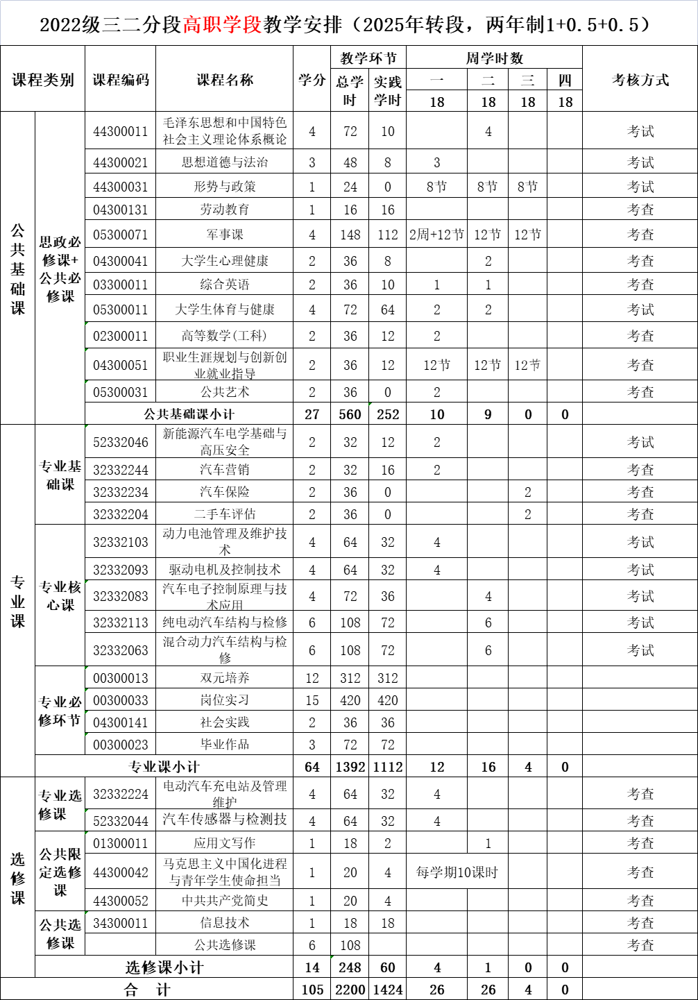 2022级三二分段高职学段教学安排（2025年转段，两年制1+0.5+0.5）
课程类别 课程编码 课程名称 学分 教学环节 周学时数 考核方式
总学时 实践学时 一 二 三 四
18 18 18 18
公共基础课 思政必修课+公共必修课
44300011 毛泽东思想和中国特色社会主义理论体系概论 4 72 10 4 考试
44300021 思想道德与法治 3 48 8 3 考试
44300031 形势与政策 1 24 0 8节 8节 8节 考试
04300131 劳动教育 1 16 16 考查
05300071 军事课 4 148 112 2周+12节 12节 12节 考查
04300041 大学生心理健康 2 36 8 2 考查
03300011 综合英语 2 36 10 1 1 考查
05300011 大学生体育与健康 4 72 64 2 2 考试
02300011 高等数学(工科) 2 36 12 2 考查
04300051 职业生涯规划与创新创业就业指导 2 36 12 12节 12节 12节 考查
05300031 公共艺术 2 36 0 2 考查
公共基础课小计 27 560 252 10 9 0 0
专业课 专业基础课
52332046 新能源汽车电学基础与高压安全 2 32 12 2 考试
32332244 汽车营销 2 32 16 2 考查
32332234 汽车保险 2 36 0 2 考查
32332204 二手车评估 2 36 0 2 考查
专业核心课
32332103 动力电池管理及维护技术 4 64 32 4 考试
32332093 驱动电机及控制技术 4 64 32 4 考试
32332083 汽车电子控制原理与技术应用 4 72 36 4 考试
32332113 纯电动汽车结构与检修 6 108 72 6 考试
32332063 混合动力汽车结构与检修 6 108 72 6 考试
专业必修环节
00300013 双元培养 12 312 312
00300033 岗位实习 15 420 420
04300141 社会实践 2 36 36
00300023 毕业作品 3 72 72
专业课小计 64 1392 1112 12 16 4 0
选修课 专业选修课
32332224 电动汽车充电站及管理维护 4 64 32 4 考查
52332044 汽车传感器与检测技 4 64 32 4 考查
公共限定选修课
01300011 应用文写作 1 18 2 1 考查
44300042 马克思主义中国化进程与青年学生使命担当 1 20 4 每学期10课时 考查
44300052 中共共产党简史 1 20 4 考查
公共选修课
34300011 信息技术 1 18 18 考查
公共选修课 6 108 考查
选修课小计 14 248 60 4 1 0 0
合 计 105 2200 1424 26 26 4 0